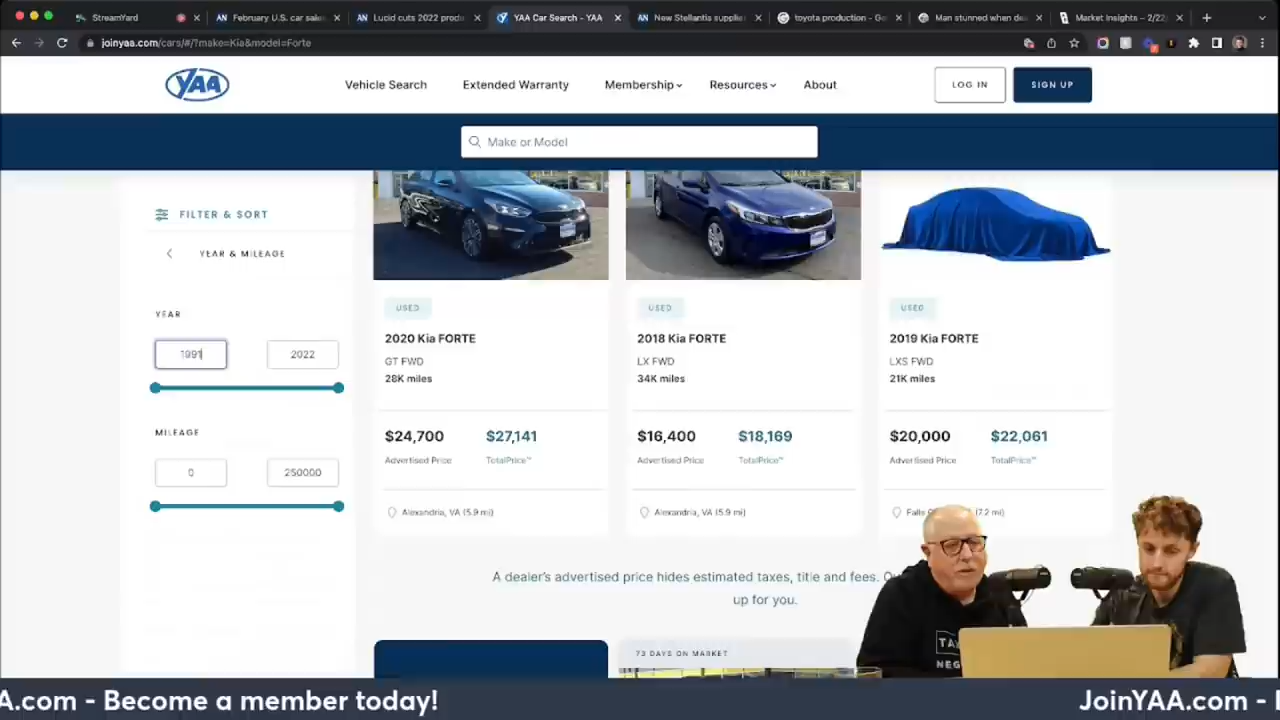 StreamYard
February U.S. car sales
Lucid cuts 2022 produ
YAA Car Search - YAA
New Stellantis supplie
toyota production - Go
Man stunned when de
Market Insights – 2/22
joinyaa.com/cars/#/?make=Kia&model=Forte
YAA
Vehicle Search
Extended Warranty
Membership
Resources
About
LOG IN
SIGN UP
Make or Model
FILTER & SORT
YEAR & MILEAGE
YEAR
1991
2022
MILEAGE
0
250000
USED
2020 Kia FORTE
GT FWD
28K miles
$24,700
$27,141
Advertised Price
TotalPrice™
Alexandria, VA (5.9 mi)
USED
2018 Kia FORTE
LX FWD
34K miles
$16,400
$18,169
Advertised Price
TotalPrice™
Alexandria, VA (5.9 mi)
USED
2019 Kia FORTE
LXS FWD
21K miles
$20,000
$22,061
Advertised Price
TotalPrice™
Falls (7.2 mi)
A dealer's advertised price hides estimated taxes, title and fees.
up for you.
73 DAYS ON MARKET
A.com - Become a member today!
JoinYAA.com -